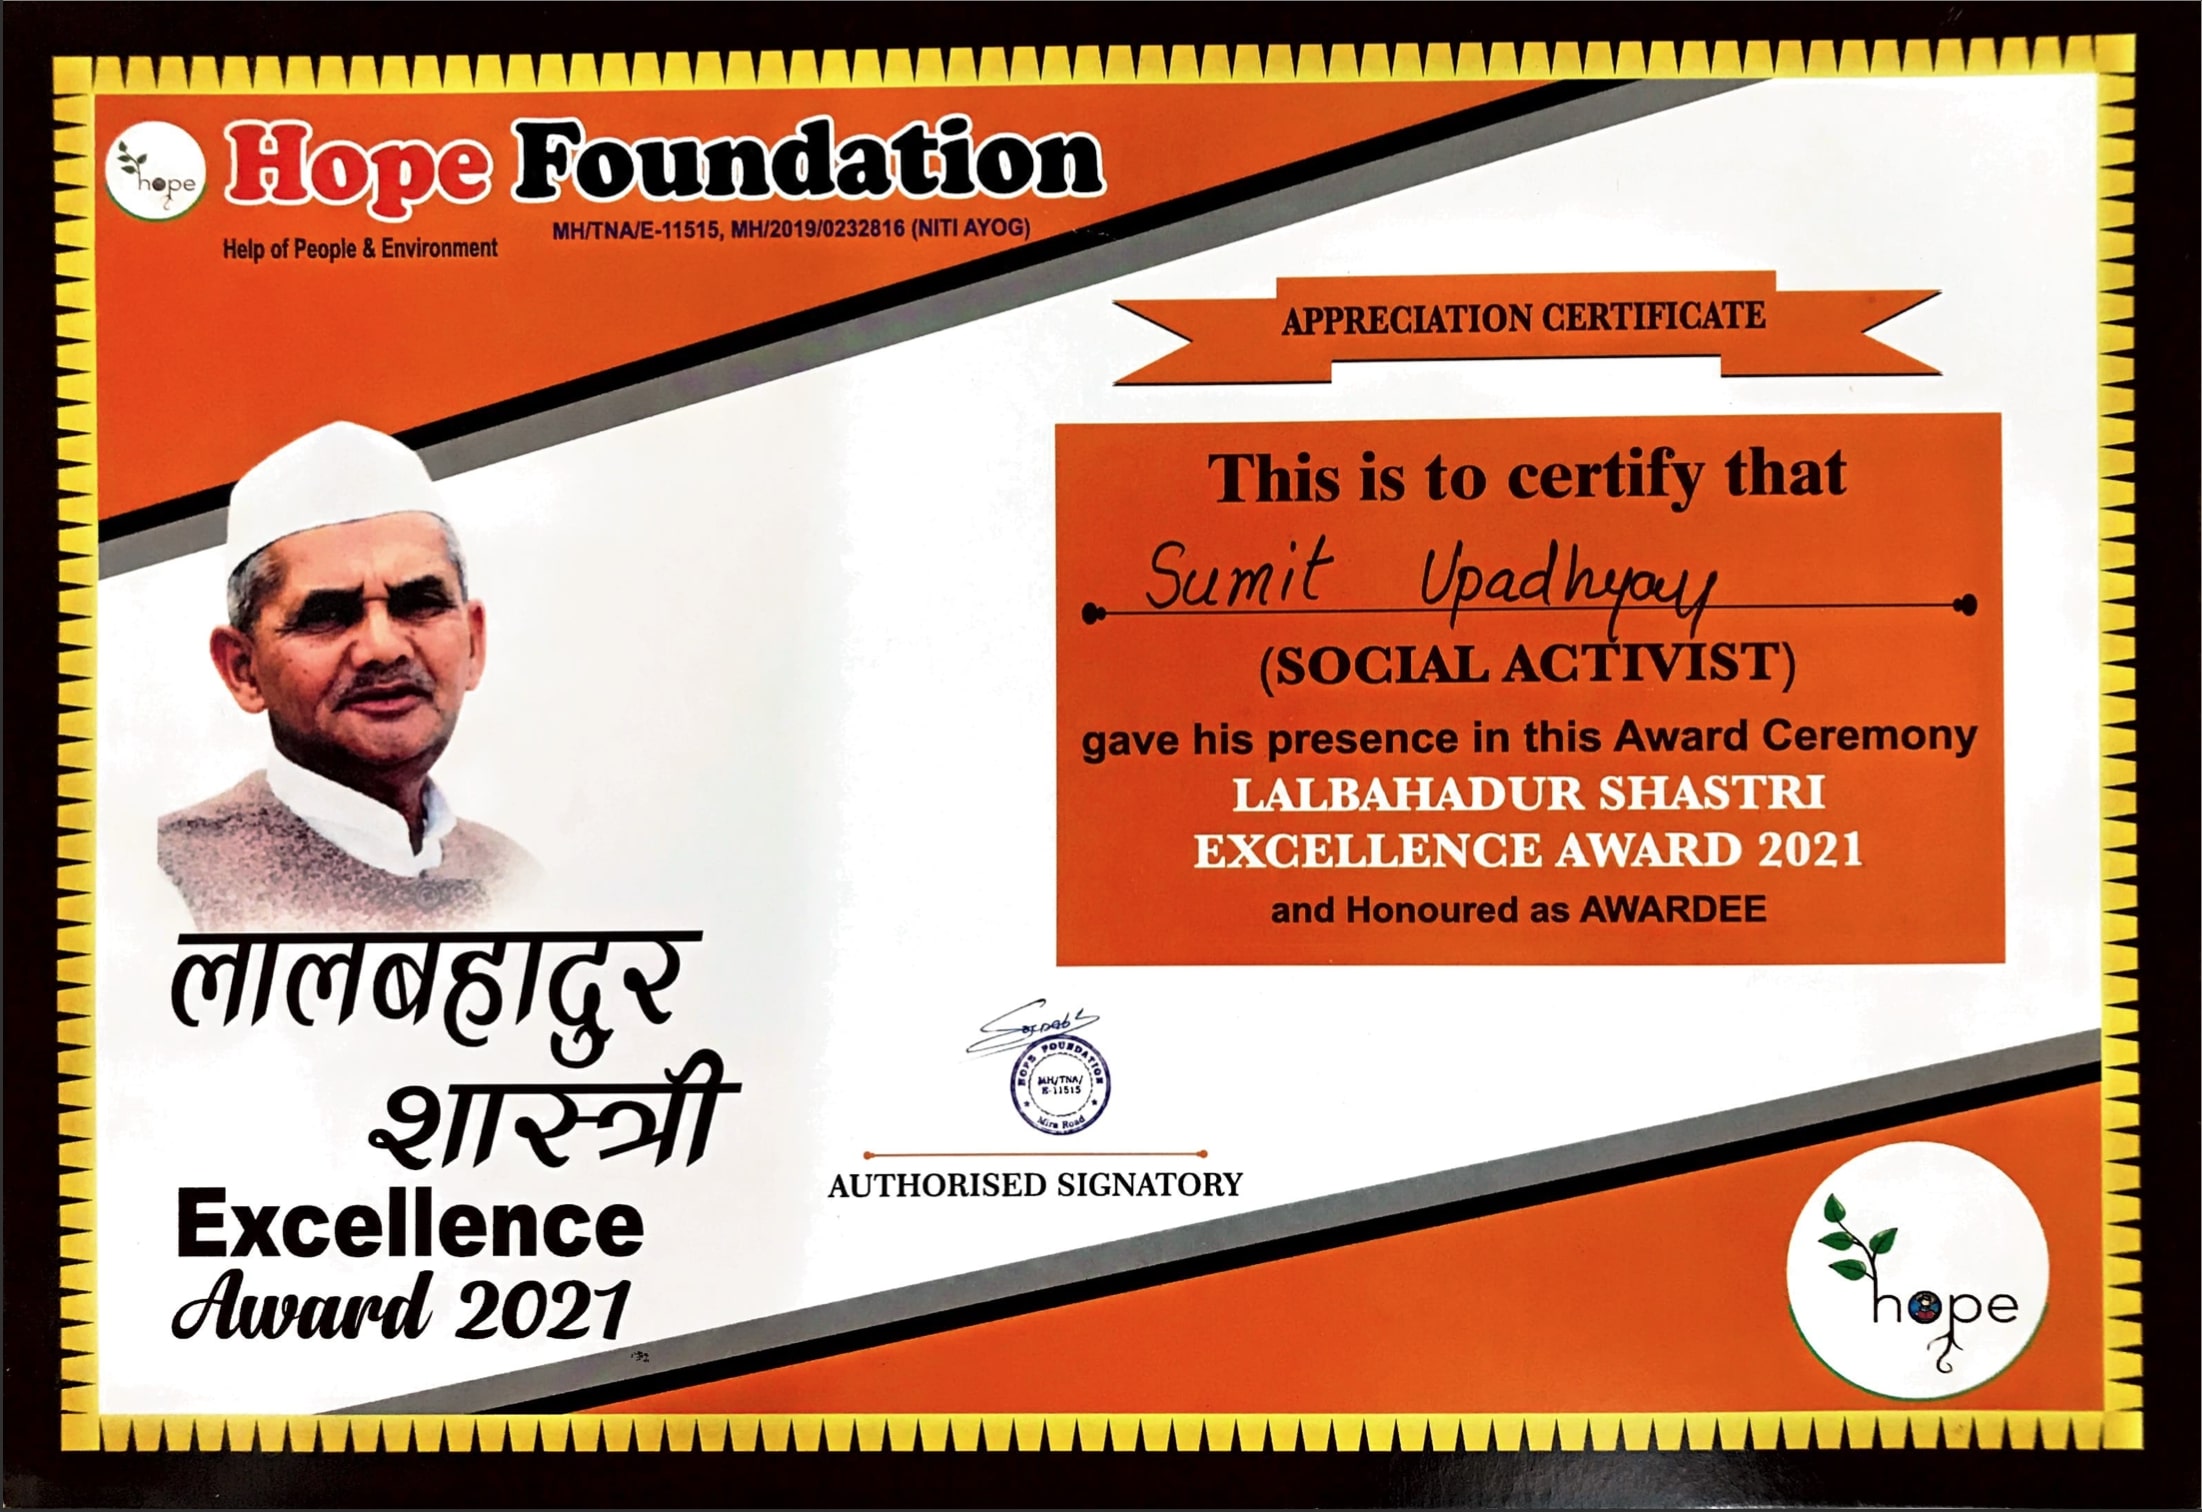 hope
Hope Foundation
Help of People & Environment
MH/TNA/E-11515, MH/2019/0232816 (NITI AYOG)
APPRECIATION CERTIFICATE
This is to certify that
Sumit Upadhyay
(SOCIAL ACTIVIST)
gave his presence in this Award Ceremony
LALBAHADUR SHASTRI
EXCELLENCE AWARD 2021
and Honoured as AWARDEE
लालबहादुर
शास्त्री
Excellence
Award 2021
HOPE FOUNDATION
MH/TNA/
E-11515
Mira Road
AUTHORISED SIGNATORY
hope